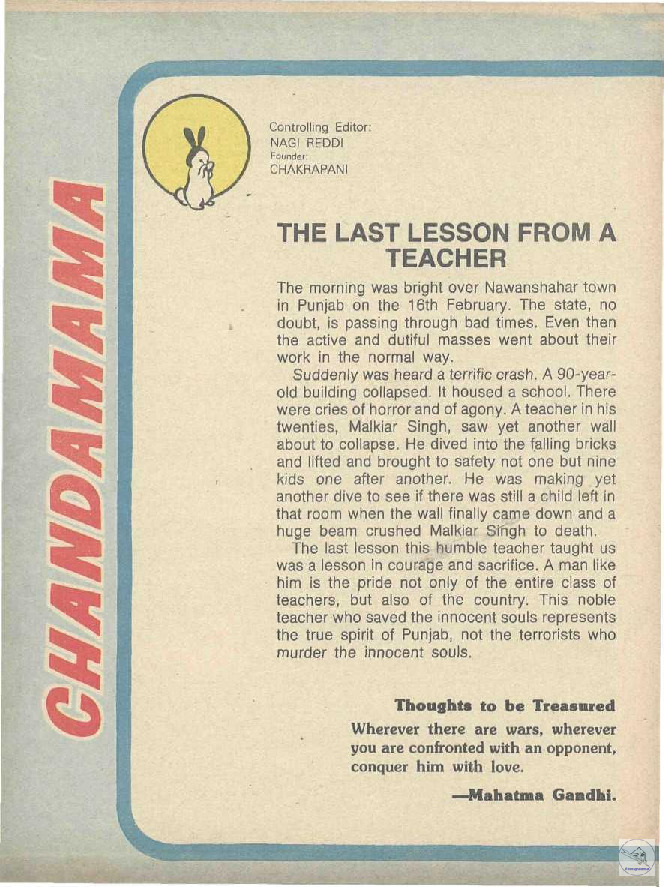 CHANDAMAMA
Controlling Editor:
NAGI REDDI
Founder:
CHAKRAPANI
THE LAST LESSON FROM A
TEACHER
The morning was bright over Nawanshahar town
in Punjab on the 16th February. The state, no
doubt, is passing through bad times. Even then
the active and dutiful masses went about their
work in the normal way.
Suddenly was heard a terrific crash. A 90-year-
old building collapsed. It housed a school. There
were cries of horror and of agony. A teacher in his
twenties, Malkiar Singh, saw yet another wall
about to collapse. He dived into the falling bricks
and lifted and brought to safety not one but nine
kids one after another. He was making yet
another dive to see if there was still a child left in
that room when the wall finally came down and a
huge beam crushed Malkiar Singh to death.
The last lesson this humble teacher taught us
was a lesson in courage and sacrifice. A man like
him is the pride not only of the entire class of
teachers, but also of the country. This noble
teacher who saved the innocent souls represents
the true spirit of Punjab, not the terrorists who
murder the innocent souls.
Thoughts to be Treasured
Wherever there are wars, wherever
you are confronted with an opponent,
conquer him with love.
—Mahatma Gandhi.